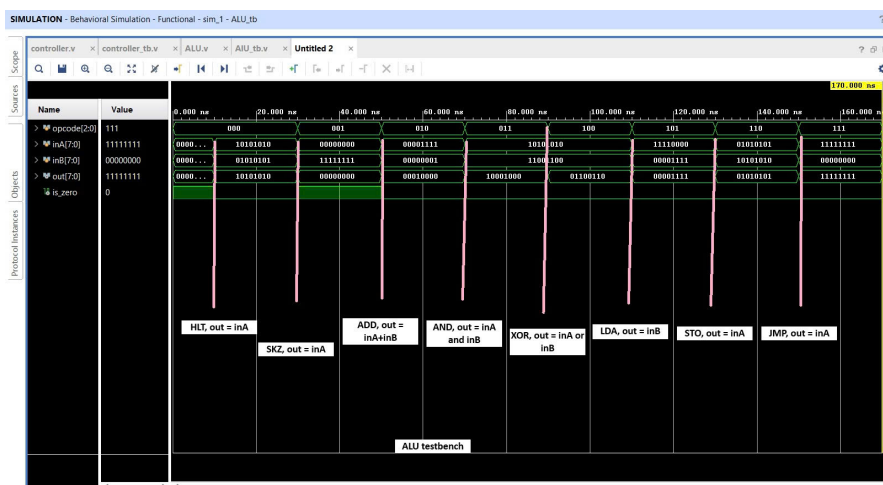 SIMULATION - Behavioral Simulation - Functional - sim_1 - ALU_tb
controller.v × controller_tb.v × ALU.v × AlU_tb.v × Untitled 2 ×
Scope
Sources
Objects
Protocol Instances
170.000 ns
Name Value
0.000 ns 20.000 ns 40.000 ns 60.000 ns 80.000 ns 100.000 ns 120.000 ns 140.000 ns 160.000 n
opcode[2:0] 111 000 001 010 011 100 101 110 111
inA[7:0] 11111111 0000... 10101010 00000000 00001111 10101010 11110000 01010101 11111111
inB[7:0] 00000000 0000... 01010101 11111111 00000001 11001100 00001111 10101010 00000000
out[7:0] 11111111 0000... 10101010 00000000 00010000 10001000 01100110 00001111 01010101 11111111
is_zero 0
HLT, out = inA
SKZ, out = inA
ADD, out =
inA+inB
AND, out = inA
and inB
XOR, out = inA or
inB
LDA, out = inB
STO, out = inA
JMP, out = inA
ALU testbench